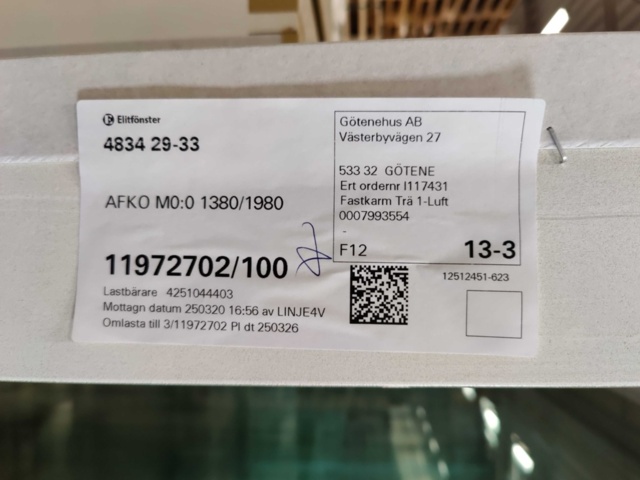 Elitfönster
4834 29-33
AFKO M0:0 1380/1980
11972702/100
Lastbärare 4251044403
Mottagn datum 250320 16:56 av LINJE4V
Omlasta till 3/11972702 Pl dt 250326
Götenehus AB
Västerbyvägen 27
533 32 GÖTENE
Ert ordernr I117431
Fastkarm Trä 1-Luft
0007993554
-
F12 13-3
12512451-623